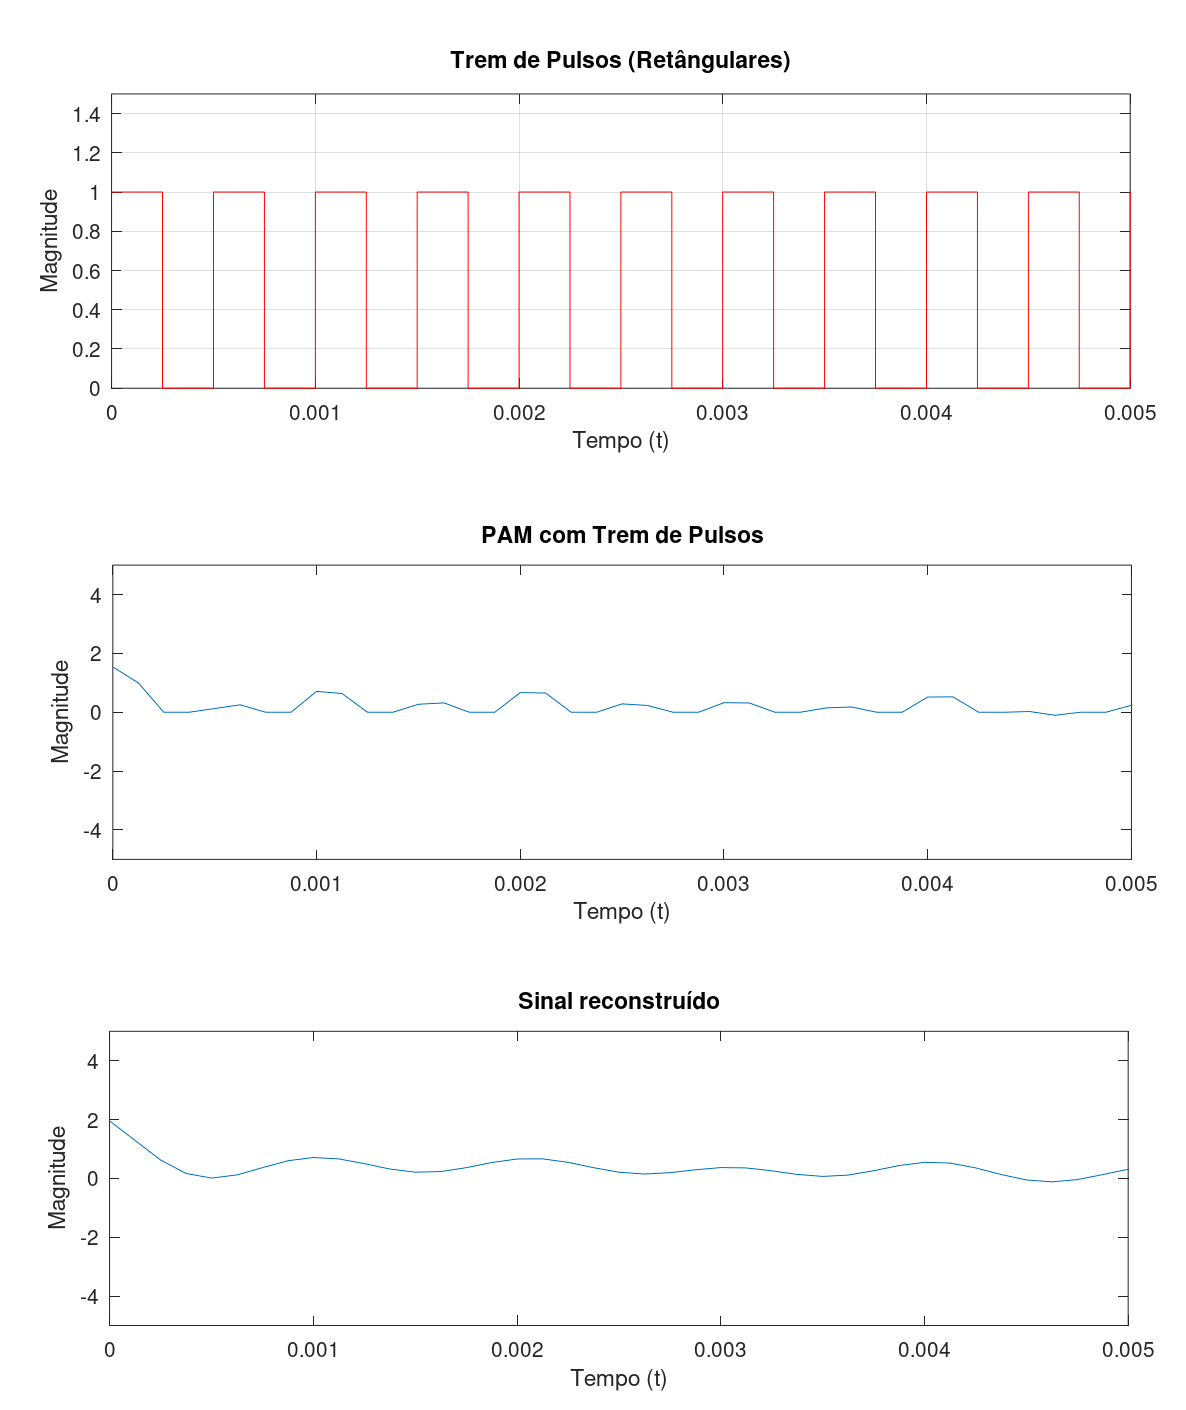 Trem de Pulsos (Retângulares)
1.4
1.2
1
0.8
0.6
0.4
0.2
0
Magnitude
0 0.001 0.002 0.003 0.004 0.005
Tempo (t)
PAM com Trem de Pulsos
4
2
0
-2
-4
Magnitude
0 0.001 0.002 0.003 0.004 0.005
Tempo (t)
Sinal reconstruído
4
2
0
-2
-4
Magnitude
0 0.001 0.002 0.003 0.004 0.005
Tempo (t)